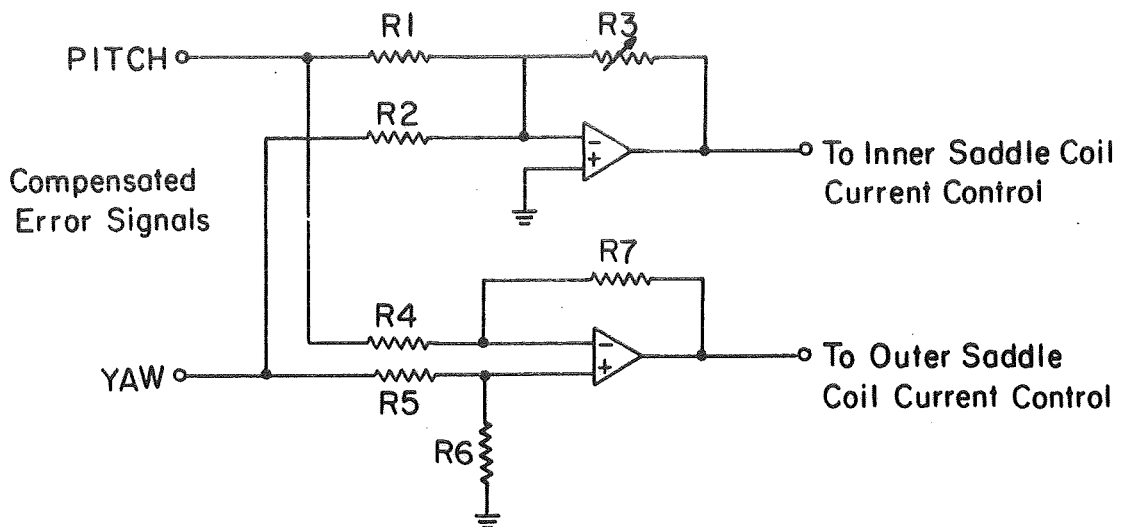 R1
R3
PITCH
R2
-
+
To Inner Saddle Coil
Current Control
Compensated
Error Signals
R7
R4
-
+
To Outer Saddle
Coil Current Control
YAW
R5
R6